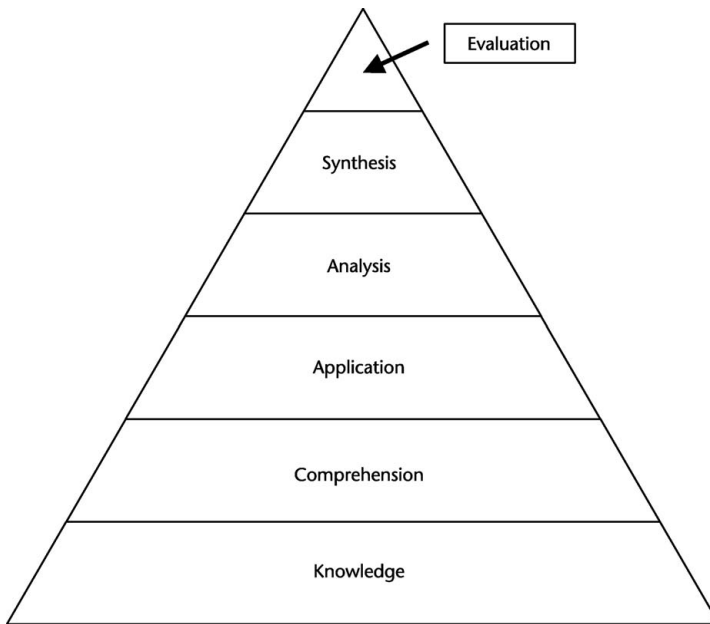 Evaluation
Synthesis
Analysis
Application
Comprehension
Knowledge